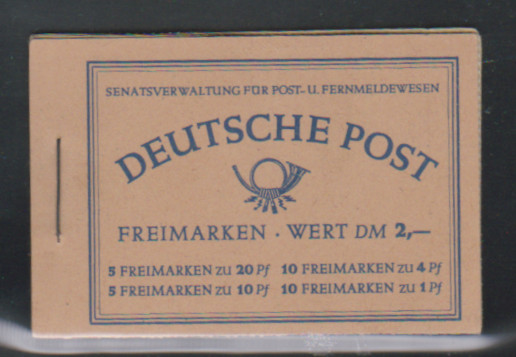 SENATSVERWALTUNG FÜR POST- U. FERNMELDEWESEN
DEUTSCHE POST
FREIMARKEN · WERT DM 2,—
5 FREIMARKEN ZU 20 Pf 10 FREIMARKEN ZU 4 Pf
5 FREIMARKEN ZU 10 Pf 10 FREIMARKEN ZU 1 Pf